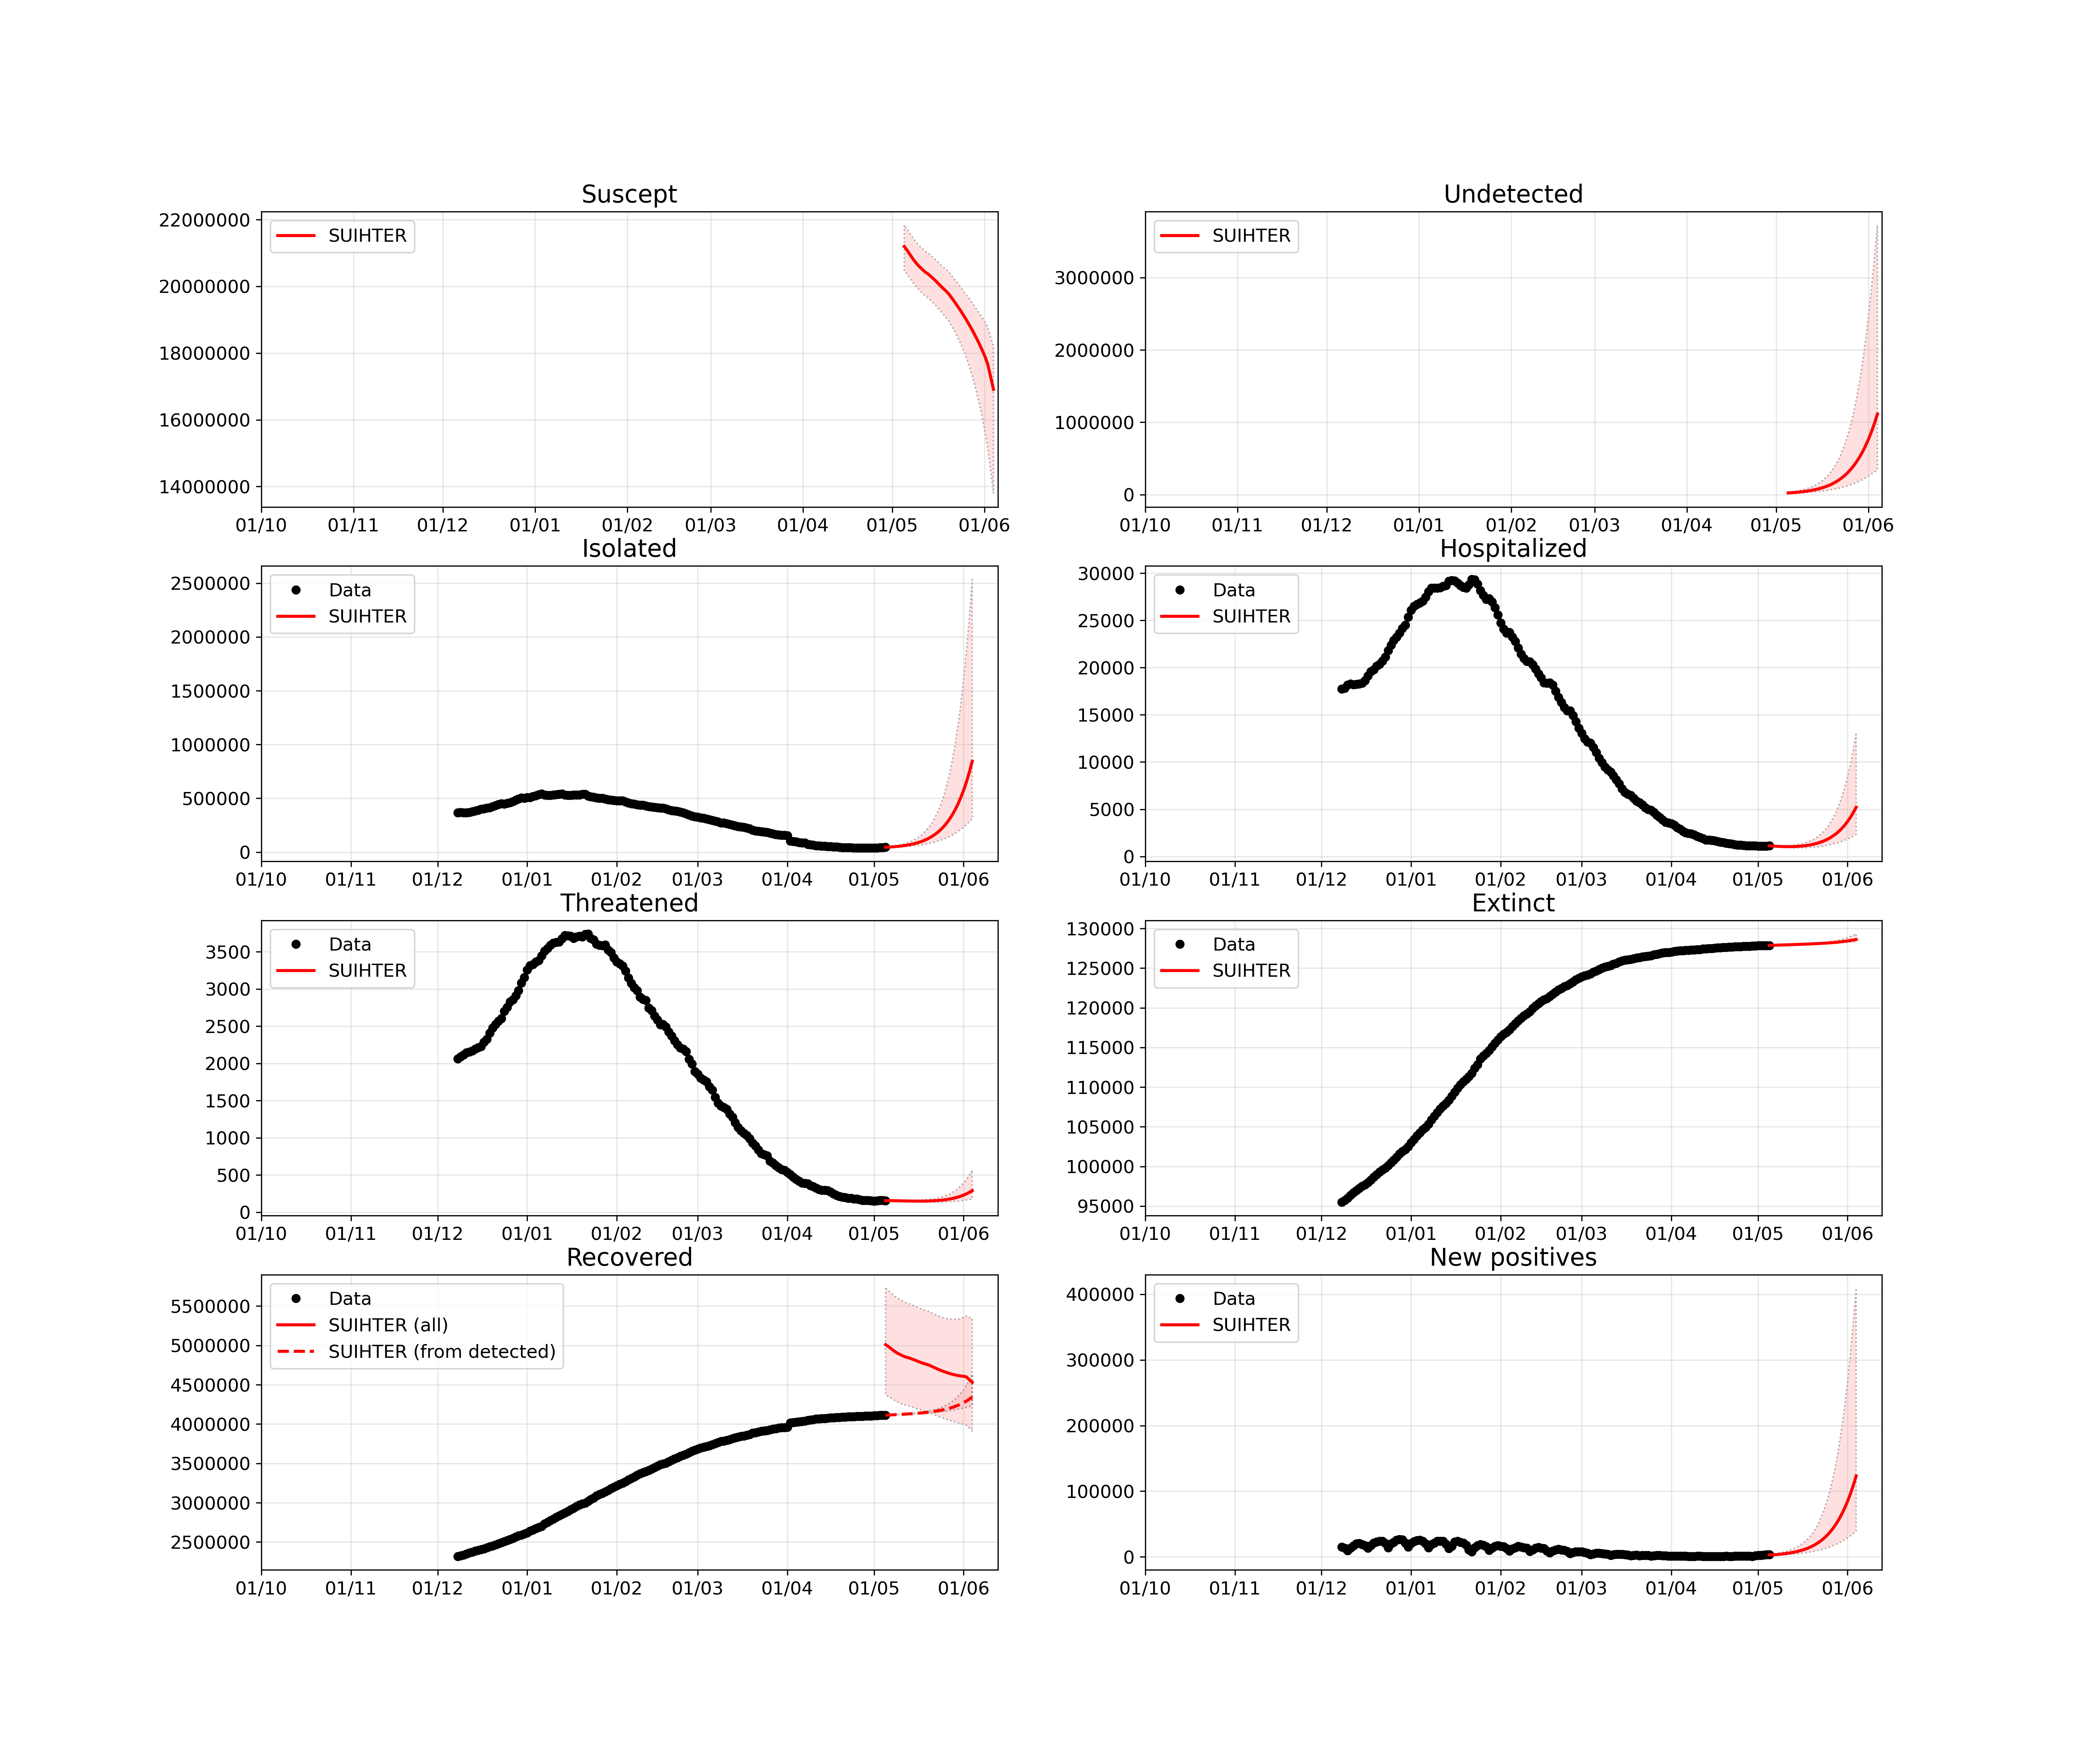 Suscept
22000000
20000000
18000000
16000000
14000000
SUIHTER
01/10 01/11 01/12 01/01 01/02 01/03 01/04 01/05 01/06
Undetected
3000000
2000000
1000000
0
SUIHTER
01/10 01/11 01/12 01/01 01/02 01/03 01/04 01/05 01/06
Isolated
2500000
2000000
1500000
1000000
500000
0
Data
SUIHTER
01/10 01/11 01/12 01/01 01/02 01/03 01/04 01/05 01/06
Hospitalized
30000
25000
20000
15000
10000
5000
0
Data
SUIHTER
01/10 01/11 01/12 01/01 01/02 01/03 01/04 01/05 01/06
Threatened
3500
3000
2500
2000
1500
1000
500
0
Data
SUIHTER
01/10 01/11 01/12 01/01 01/02 01/03 01/04 01/05 01/06
Extinct
130000
125000
120000
115000
110000
105000
100000
95000
Data
SUIHTER
01/10 01/11 01/12 01/01 01/02 01/03 01/04 01/05 01/06
Recovered
5500000
5000000
4500000
4000000
3500000
3000000
2500000
Data
SUIHTER (all)
SUIHTER (from detected)
01/10 01/11 01/12 01/01 01/02 01/03 01/04 01/05 01/06
New positives
400000
300000
200000
100000
0
Data
SUIHTER
01/10 01/11 01/12 01/01 01/02 01/03 01/04 01/05 01/06